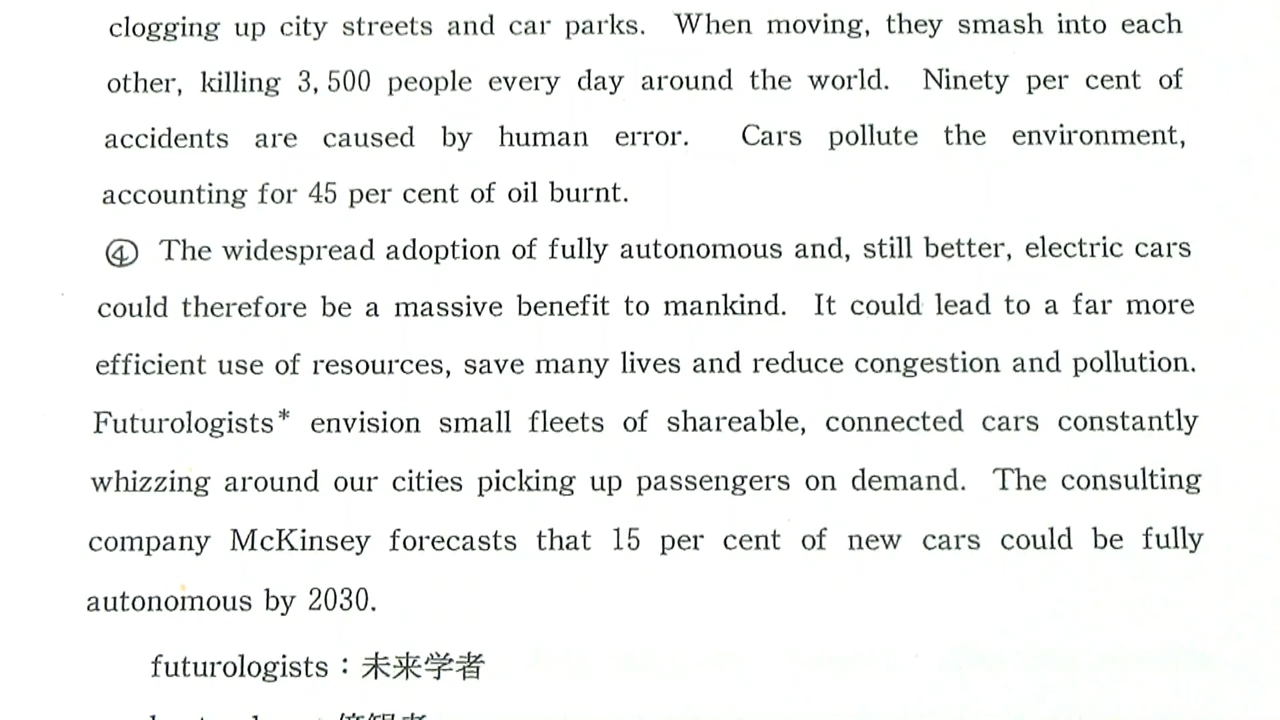 clogging up city streets and car parks. When moving, they smash into each
other, killing 3,500 people every day around the world. Ninety per cent of
accidents are caused by human error. Cars pollute the environment,
accounting for 45 per cent of oil burnt.
④ The widespread adoption of fully autonomous and, still better, electric cars
could therefore be a massive benefit to mankind. It could lead to a far more
efficient use of resources, save many lives and reduce congestion and pollution.
Futurologists* envision small fleets of shareable, connected cars constantly
whizzing around our cities picking up passengers on demand. The consulting
company McKinsey forecasts that 15 per cent of new cars could be fully
autonomous by 2030.
futurologists：未来学者